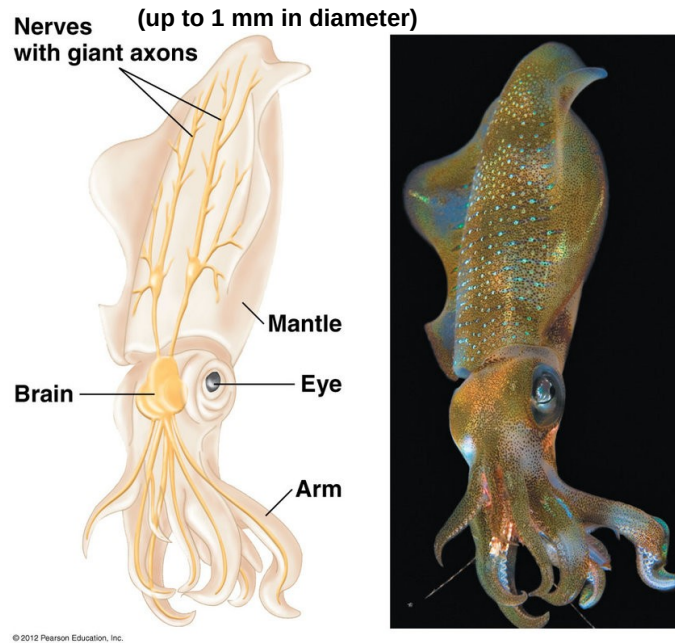 (up to 1 mm in diameter)
Nerves
with giant axons
Mantle
Eye
Brain
Arm
© 2012 Pearson Education, Inc.